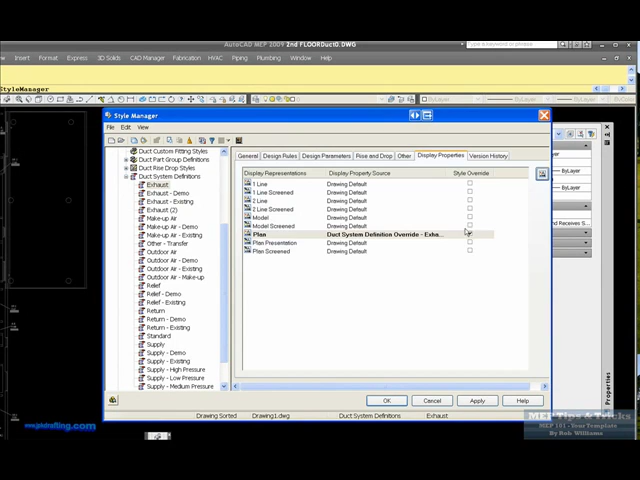 AutoCAD MEP 2009 2nd FLOORDuct0.DWG
Type a keyword or phrase
Insert Format Express 3D Solids CAD Manager Fabrication HVAC Piping Plumbing Window Help
StyleManager
Style Manager
File Edit View
General Design Rules Design Parameters Rise and Drop Other Display Properties Version History
Duct Custom Fitting Styles
Duct Part Group Definitions
Duct Rise Drop Styles
Duct System Definitions
Exhaust
Exhaust - Demo
Exhaust - Existing
Exhaust (2)
Make-up Air
Make-up Air - Demo
Make-up Air - Existing
Other - Transfer
Outdoor Air
Outdoor Air - Demo
Outdoor Air - Existing
Outdoor Air - Make-up
Relief
Relief - Demo
Relief - Existing
Return
Return - Demo
Return - Existing
Standard
Supply
Supply - Demo
Supply - Existing
Supply - High Pressure
Supply - Low Pressure
Supply - Medium Pressure
Display Representations Display Property Source Style Override
1 Line Drawing Default
1 Line Screened Drawing Default
2 Line Drawing Default
2 Line Screened Drawing Default
Model Drawing Default
Model Screened Drawing Default
Plan Duct System Definition Override - Exha...
Plan Presentation Drawing Default
Plan Screened Drawing Default
OK Cancel Apply Help
Drawing Sorted Drawing1.dwg Duct System Definitions Exhaust
ByLayer
ByLayer
ByLayer
and Receives S
Properties
www.jpkdrafting.com
MEP Tips & Tricks
MEP 101 - Your Template
By Bob Williams